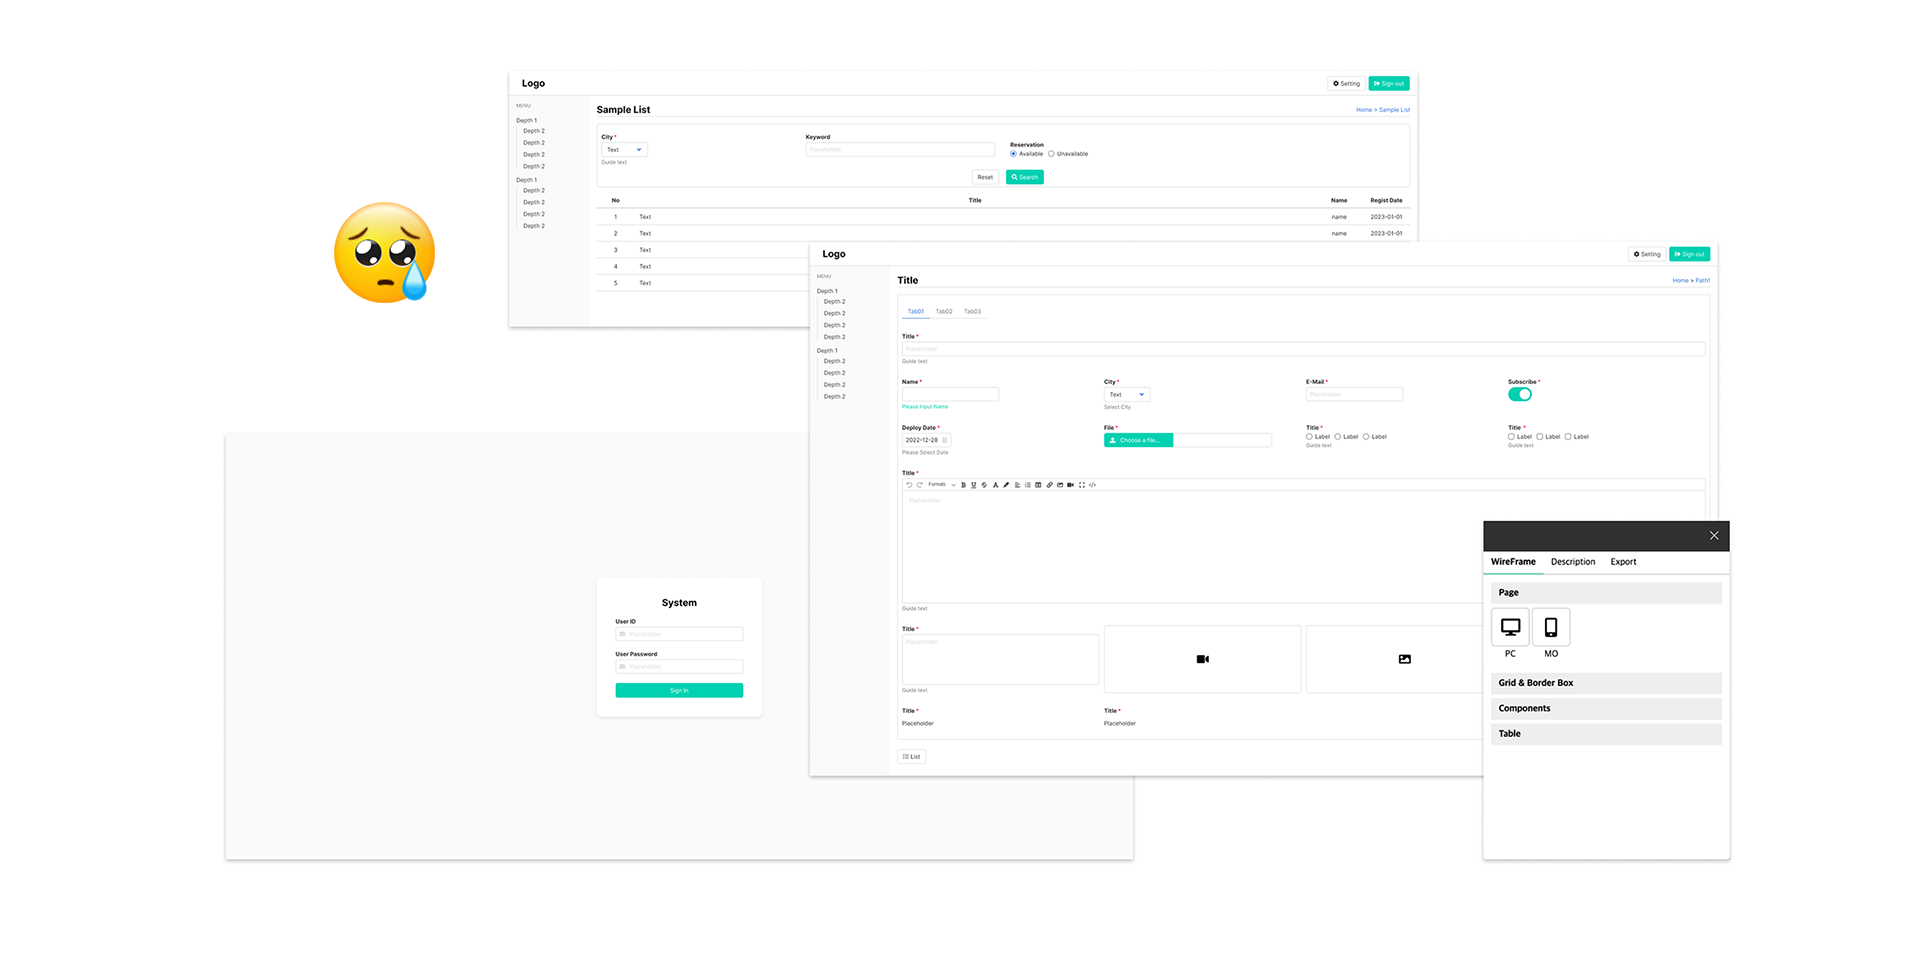 Logo
Setting
Sign out
MENU
Depth 1
Depth 2
Depth 2
Depth 2
Depth 2
Depth 1
Depth 2
Depth 2
Depth 2
Depth 2
Sample List
Home > Sample List
City *
Text
Guide text
Keyword
Placeholder
Reservation
Available
Unavailable
Reset
Search
No Title Name Regist Date
1 Text name 2023-01-01
2 Text name 2023-01-01
3 Text
4 Text
5 Text
Logo
Setting
Sign out
MENU
Depth 1
Depth 2
Depth 2
Depth 2
Depth 2
Depth 1
Depth 2
Depth 2
Depth 2
Depth 2
Title
Home > Path1
Tab01 Tab02 Tab03
Title *
Placeholder
Guide text
Name *
Please Input Name
City *
Text
Select City
E-Mail *
Placeholder
Subscribe *
Deploy Date *
2022-12-28
Please Select Date
File *
Choose a file...
Title *
Label Label Label
Guide text
Title *
Label Label Label
Guide text
Title *
Formats B U S A </>
Placeholder
Guide text
Title *
Placeholder
Guide text
Title *
Placeholder
Title *
Placeholder
List
System
User ID
Placeholder
User Password
Placeholder
Sign In
WireFrame Description Export
Page
PC MO
Grid & Border Box
Components
Table